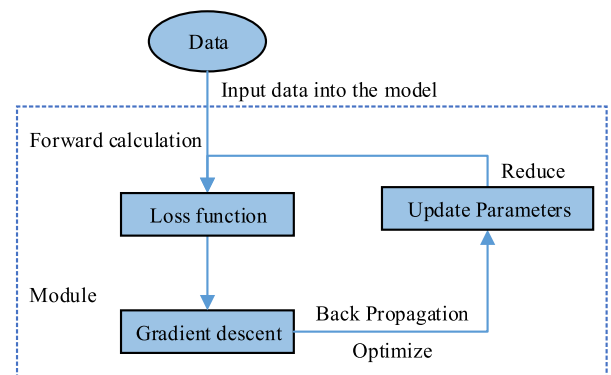 Data
Input data into the model
Forward calculation
Reduce
Loss function
Update Parameters
Module
Back Propagation
Gradient descent
Optimize